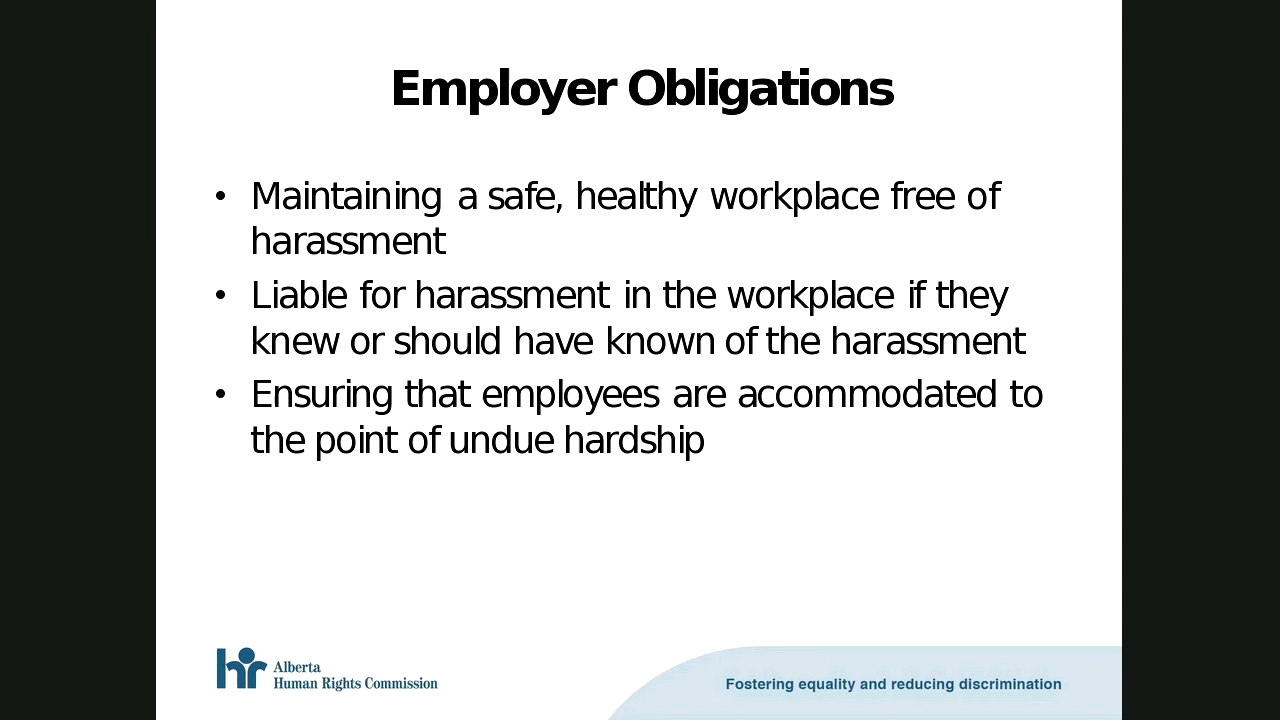 Employer Obligations
• Maintaining a safe, healthy workplace free of
harassment
• Liable for harassment in the workplace if they
knew or should have known of the harassment
• Ensuring that employees are accommodated to
the point of undue hardship
hr
Alberta
Human Rights Commission
Fostering equality and reducing discrimination